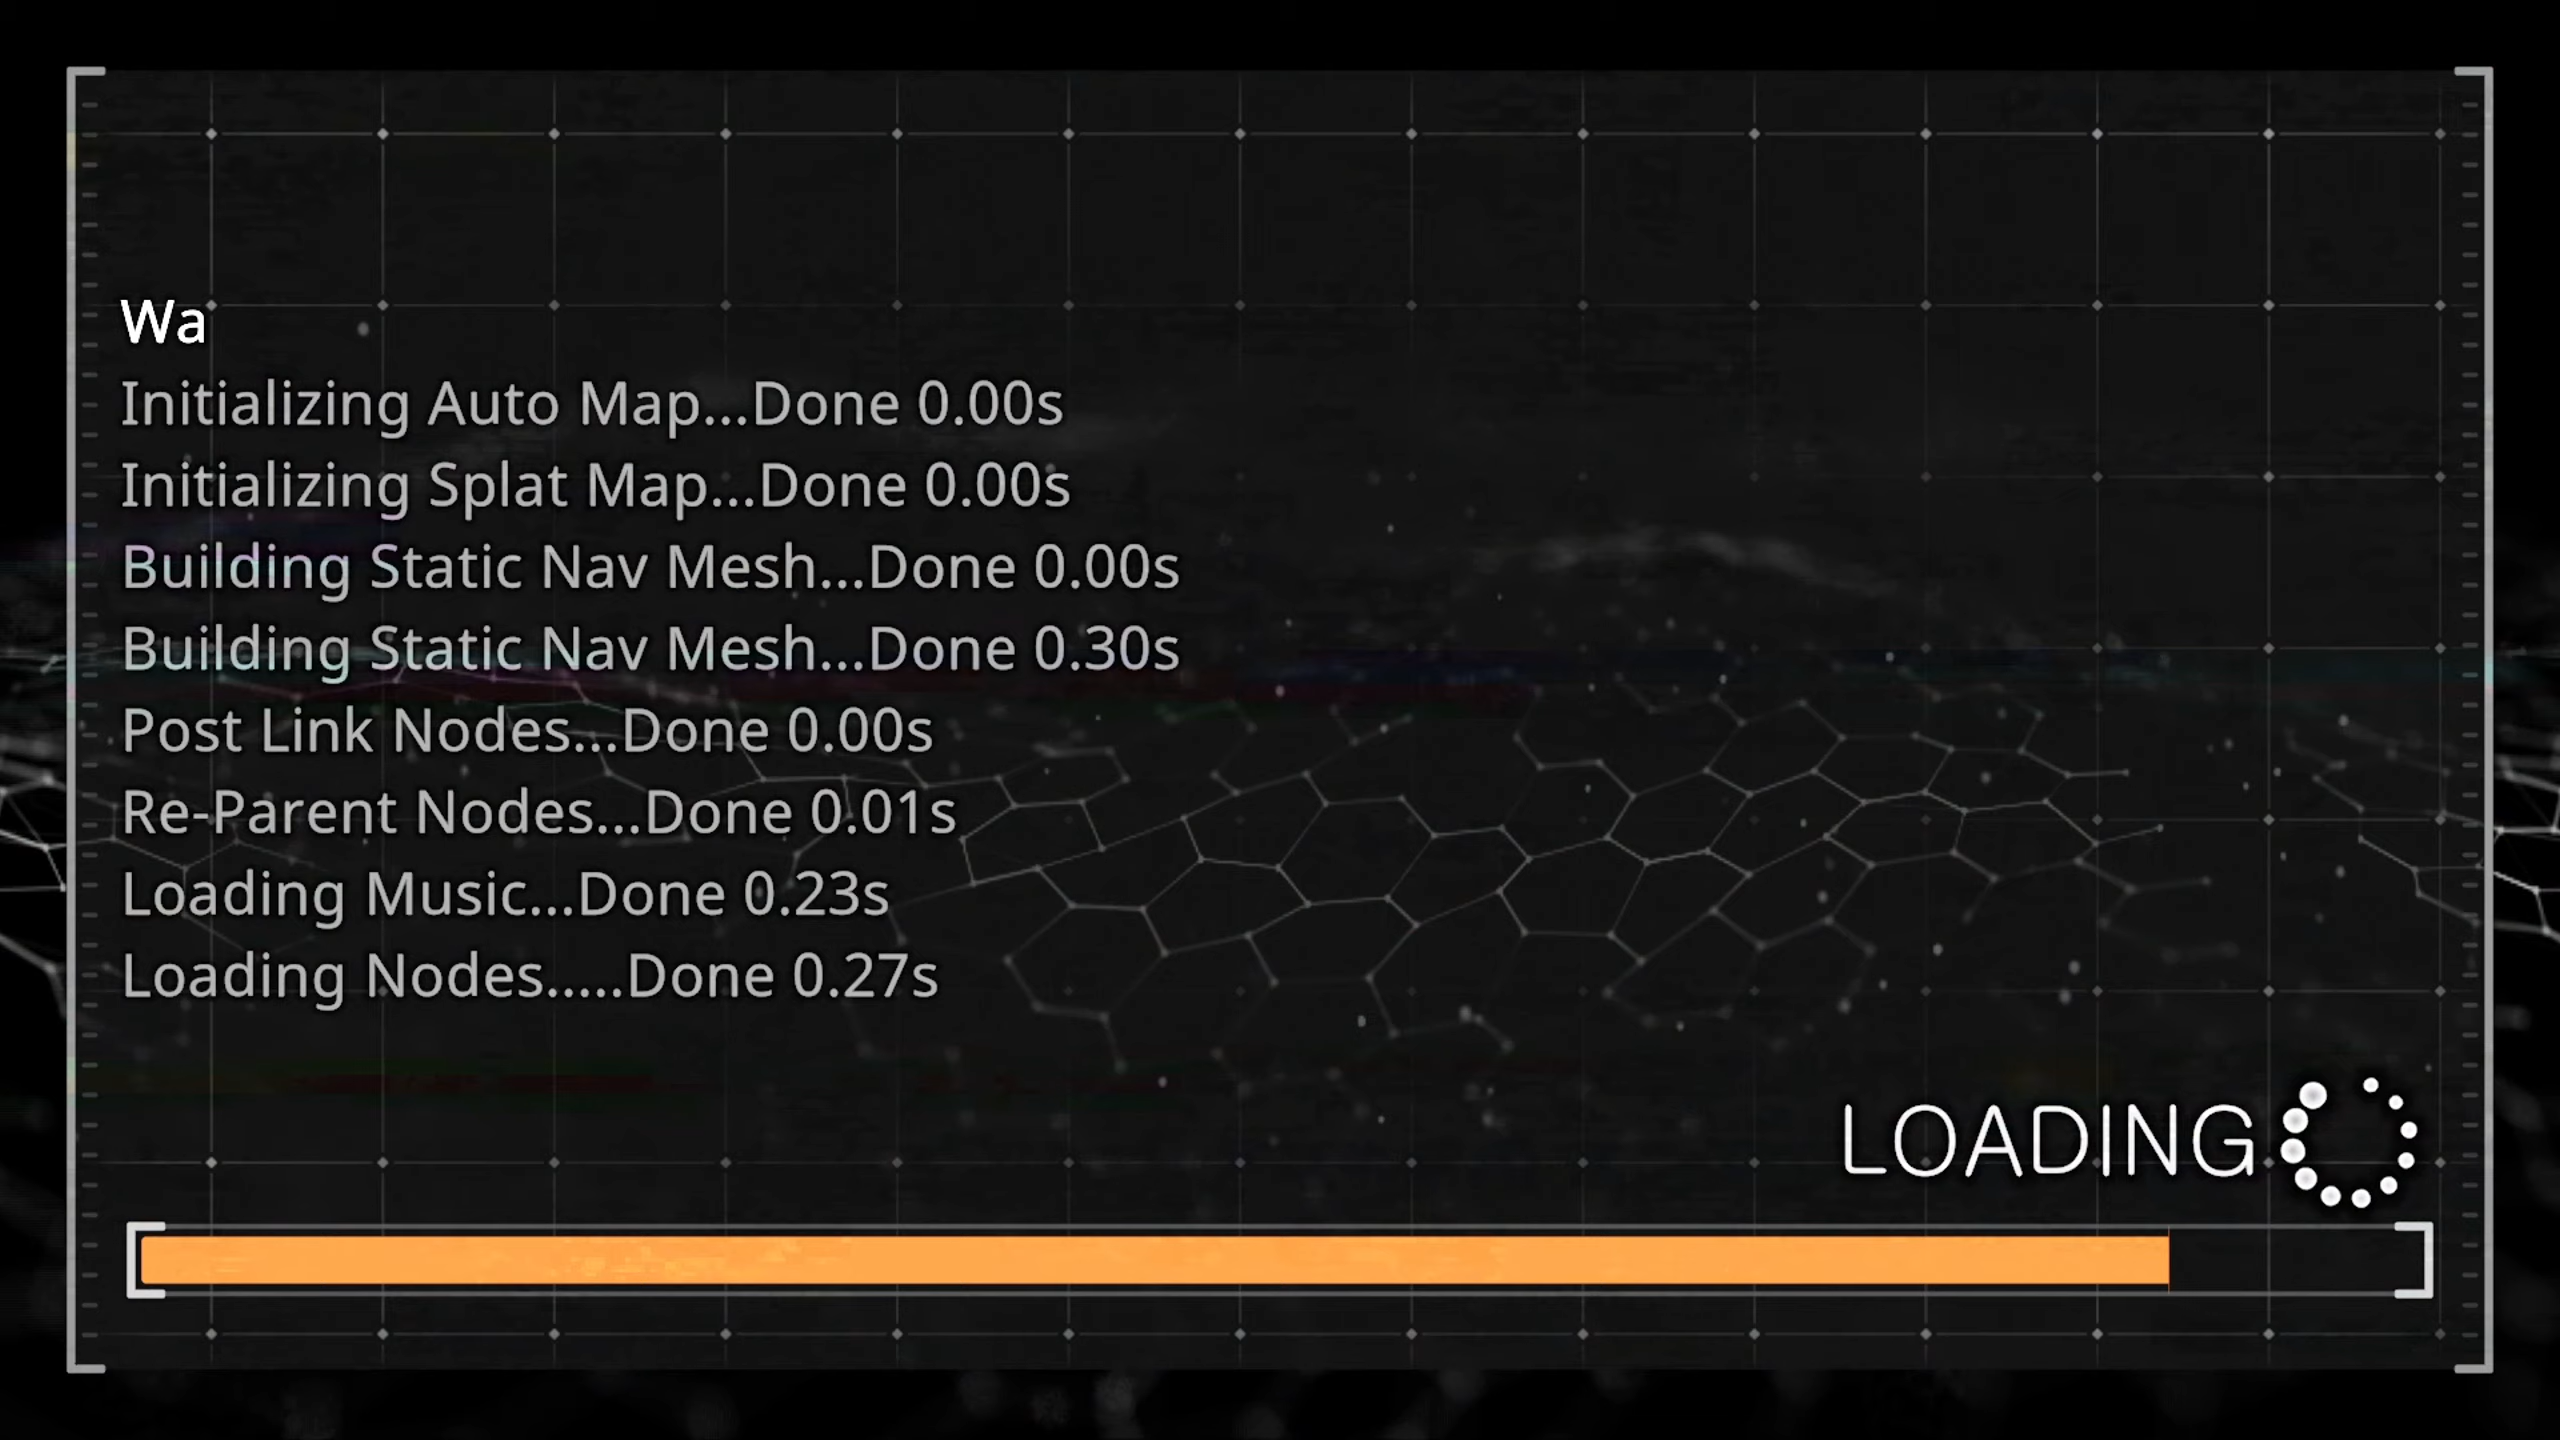 Wa
Initializing Auto Map...Done 0.00s
Initializing Splat Map...Done 0.00s
Building Static Nav Mesh...Done 0.00s
Building Static Nav Mesh...Done 0.30s
Post Link Nodes...Done 0.00s
Re-Parent Nodes...Done 0.01s
Loading Music...Done 0.23s
Loading Nodes.....Done 0.27s
LOADING